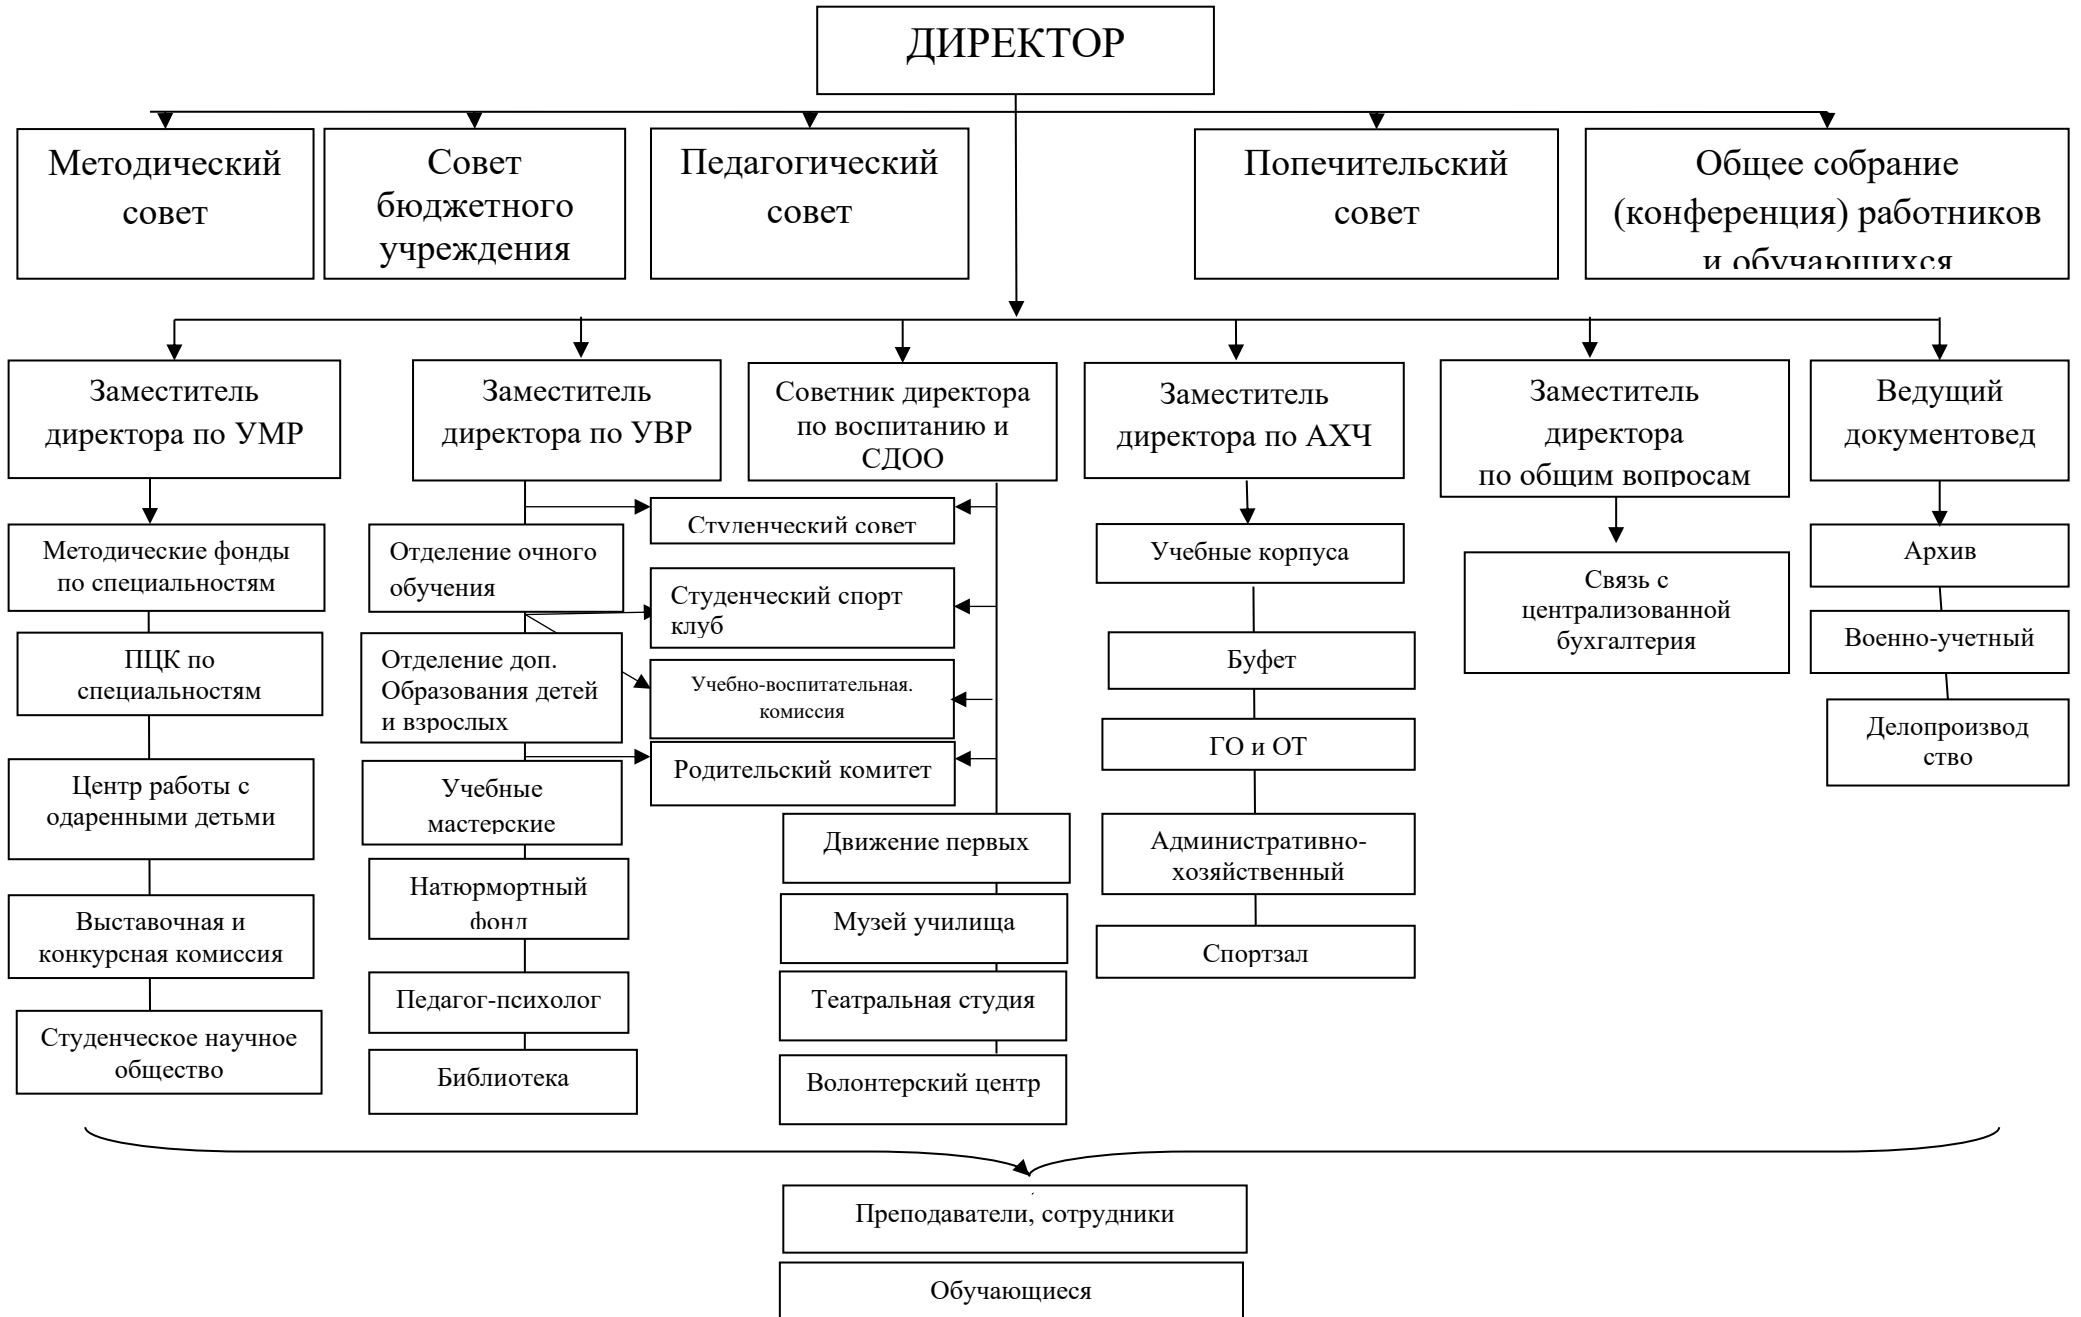 ДИРЕКТОР
Методический
совет
Совет
бюджетного
учреждения
Педагогический
совет
Попечительский
совет
Общее собрание
(конференция) работников
и обучающихся
Заместитель
директора по УМР
Заместитель
директора по УВР
Советник директора
по воспитанию и
СДОО
Заместитель
директора по АХЧ
Заместитель
директора
по общим вопросам
Ведущий
документовед
Методические фонды
по специальностям
ПЦК по
специальностям
Центр работы с
одаренными детьми
Выставочная и
конкурсная комиссия
Студенческое научное
общество
Отделение очного
обучения
Отделение доп.
Образования детей
и взрослых
Учебные
мастерские
Натюрмортный
фонд
Педагог-психолог
Библиотека
Студенческий совет
Студенческий спорт
клуб
Учебно-воспитательная.
комиссия
Родительский комитет
Движение первых
Музей училища
Театральная студия
Волонтерский центр
Учебные корпуса
Буфет
ГО и ОТ
Административно-
хозяйственный
Спортзал
Связь с
централизованной
бухгалтерия
Архив
Военно-учетный
Делопроизвод
ство
Преподаватели, сотрудники
Обучающиеся